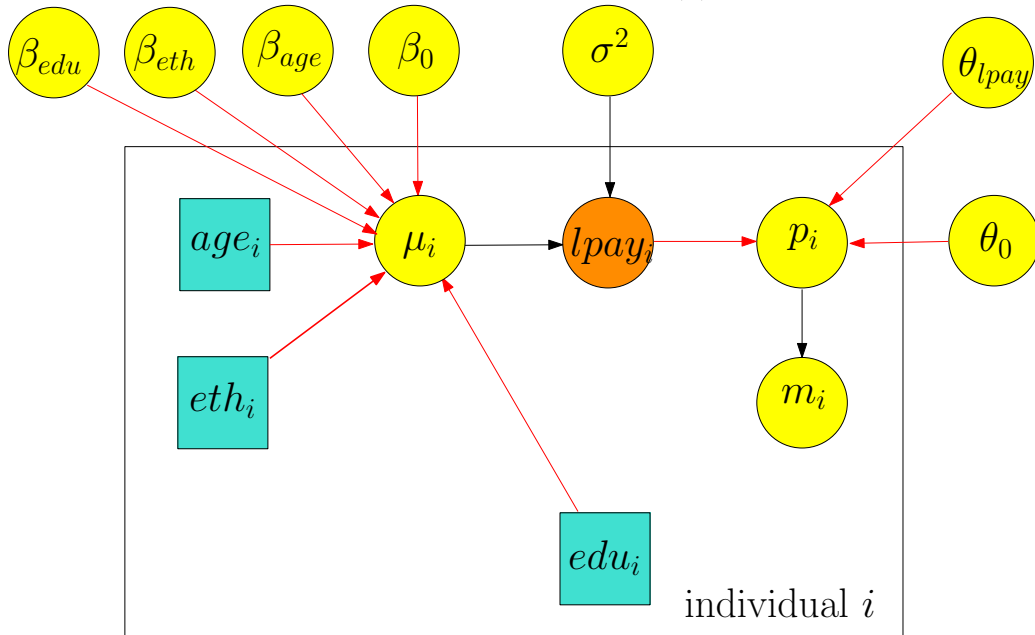 β_edu
β_eth
β_age
β_0
σ^2
θ_lpay
age_i
μ_i
lpay_i
p_i
θ_0
eth_i
m_i
edu_i
individual i